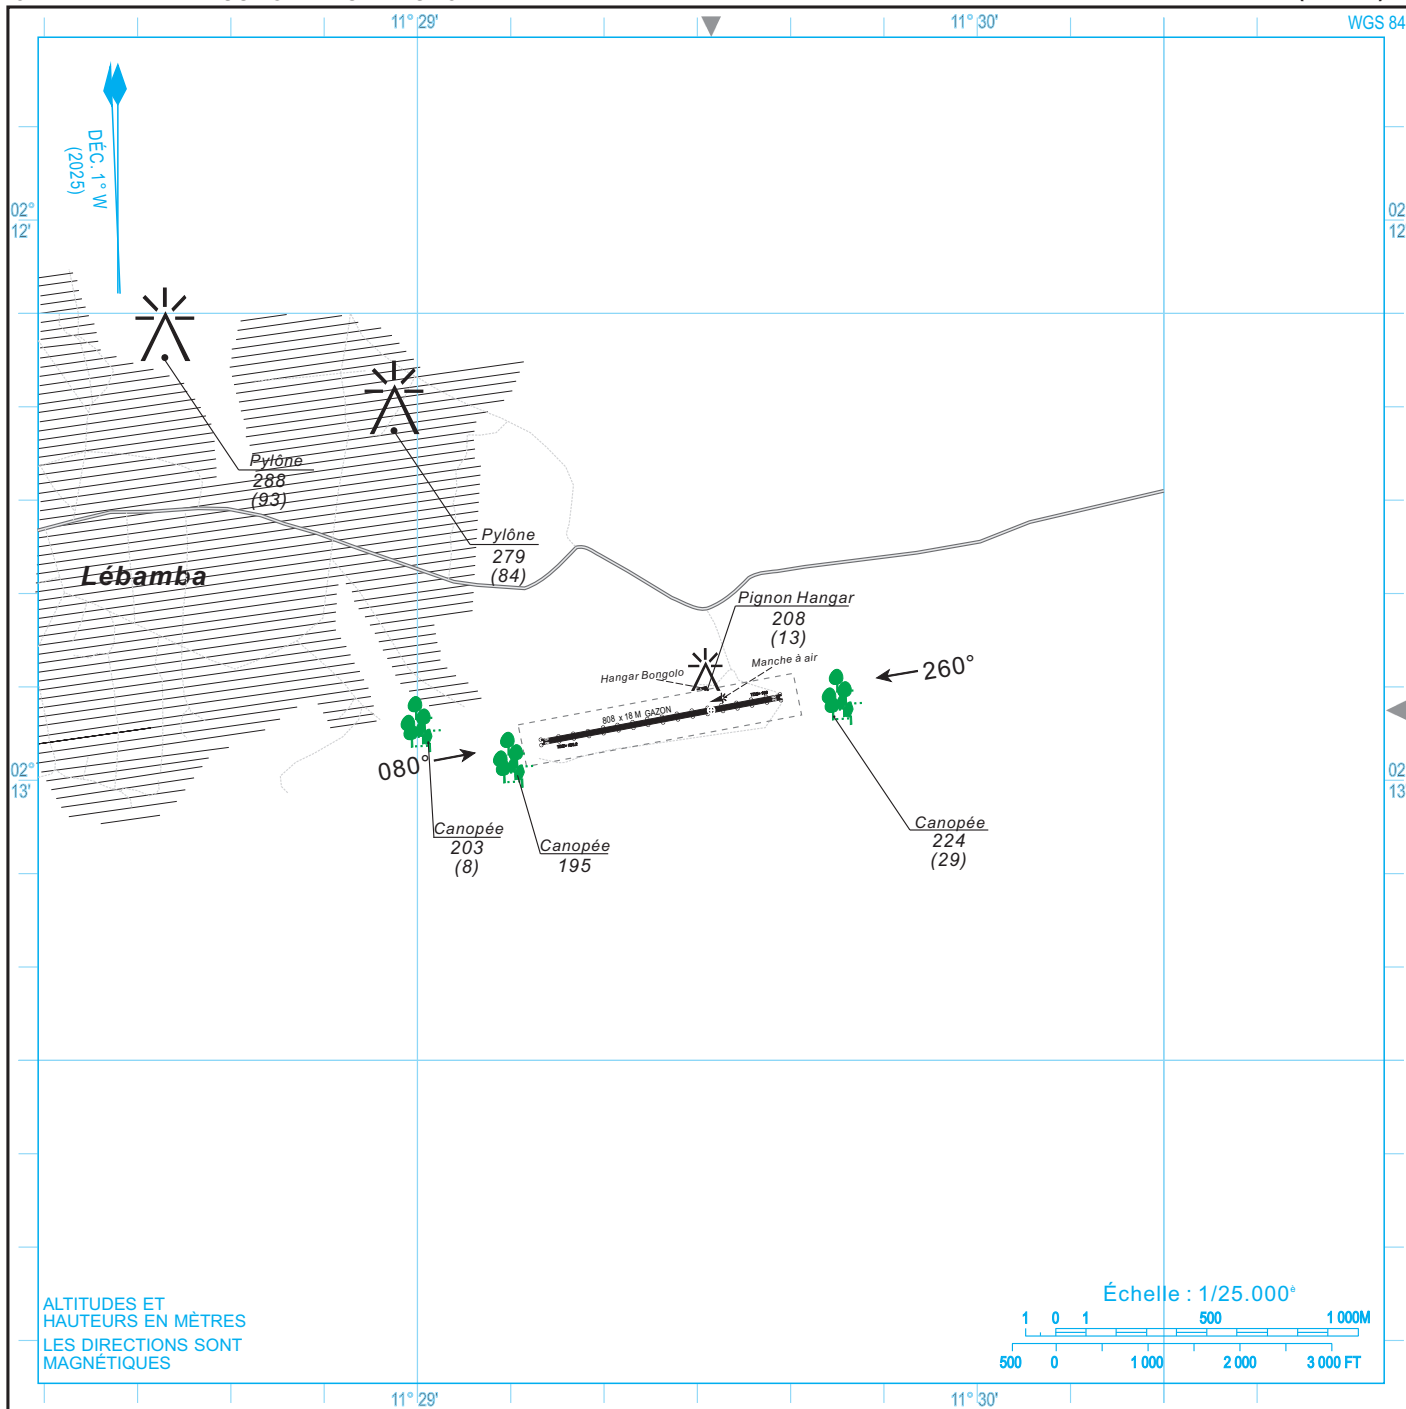 11° 29'
11° 30'
WGS 84
DÉC. 1° W
(2025)
02°
12'
02
12
Pylône
288
(93)
Pylône
279
(84)
Lébamba
Pignon Hangar
208
(13)
Manche à air
Hangar Bongolo
260°
808 x 18 M GAZON
080°
02°
13'
02
13
Canopée
203
(8)
Canopée
195
Canopée
224
(29)
ALTITUDES ET
HAUTEURS EN MÈTRES
LES DIRECTIONS SONT
MAGNÉTIQUES
Échelle : 1/25.000è
1 0 1 500 1 000M
500 0 1 000 2 000 3 000 FT
11° 29'
11° 30'